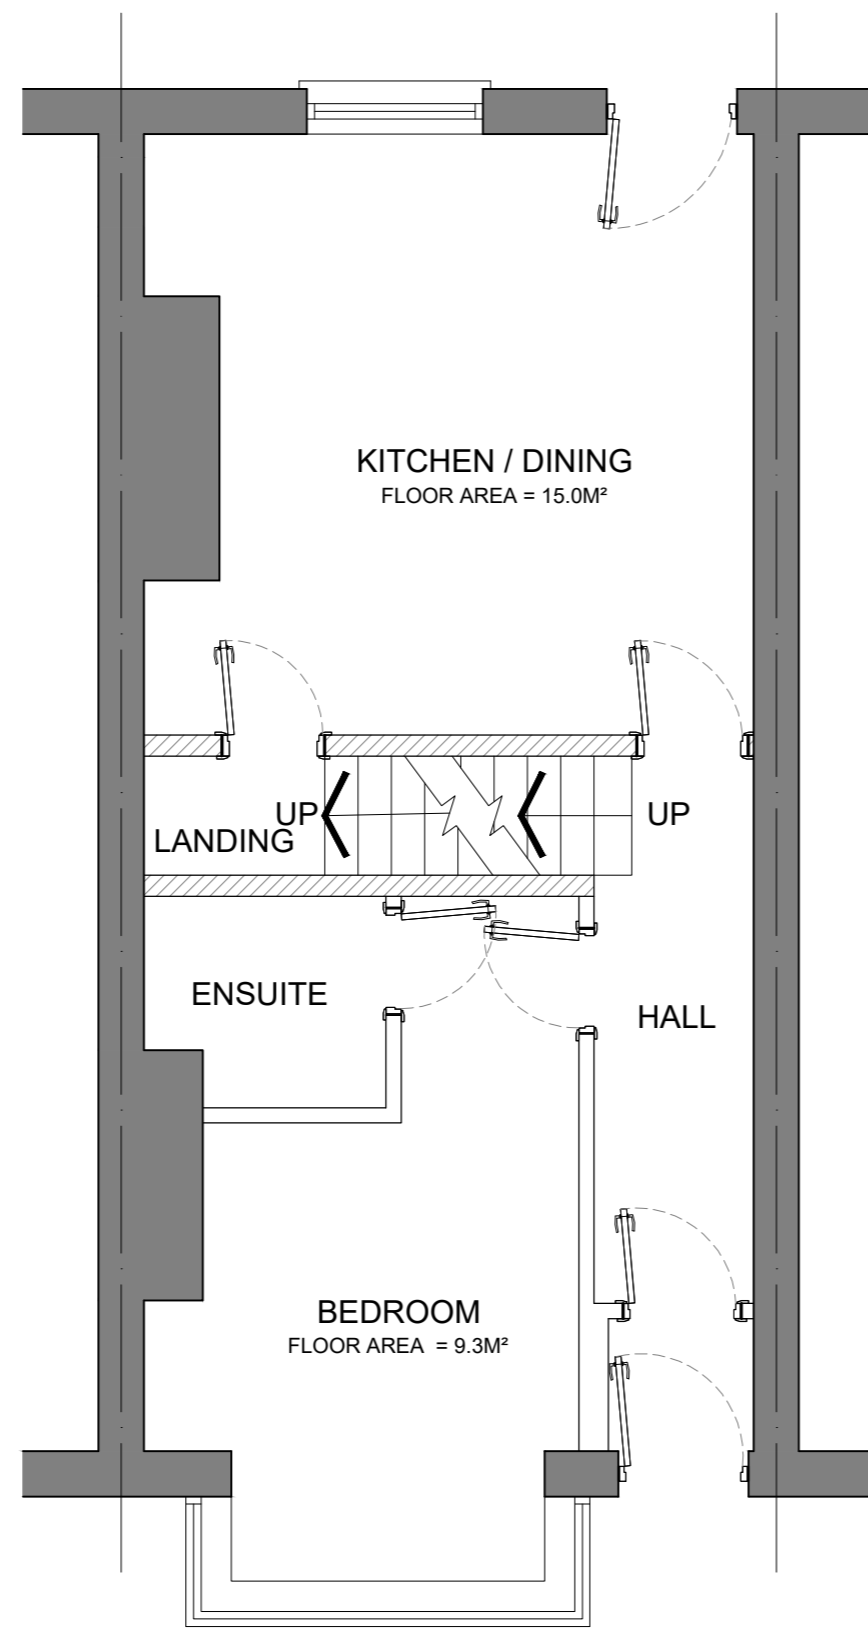 KITCHEN / DINING
FLOOR AREA = 15.0M²
UP
UP
LANDING
ENSUITE
HALL
BEDROOM
FLOOR AREA  = 9.3M²